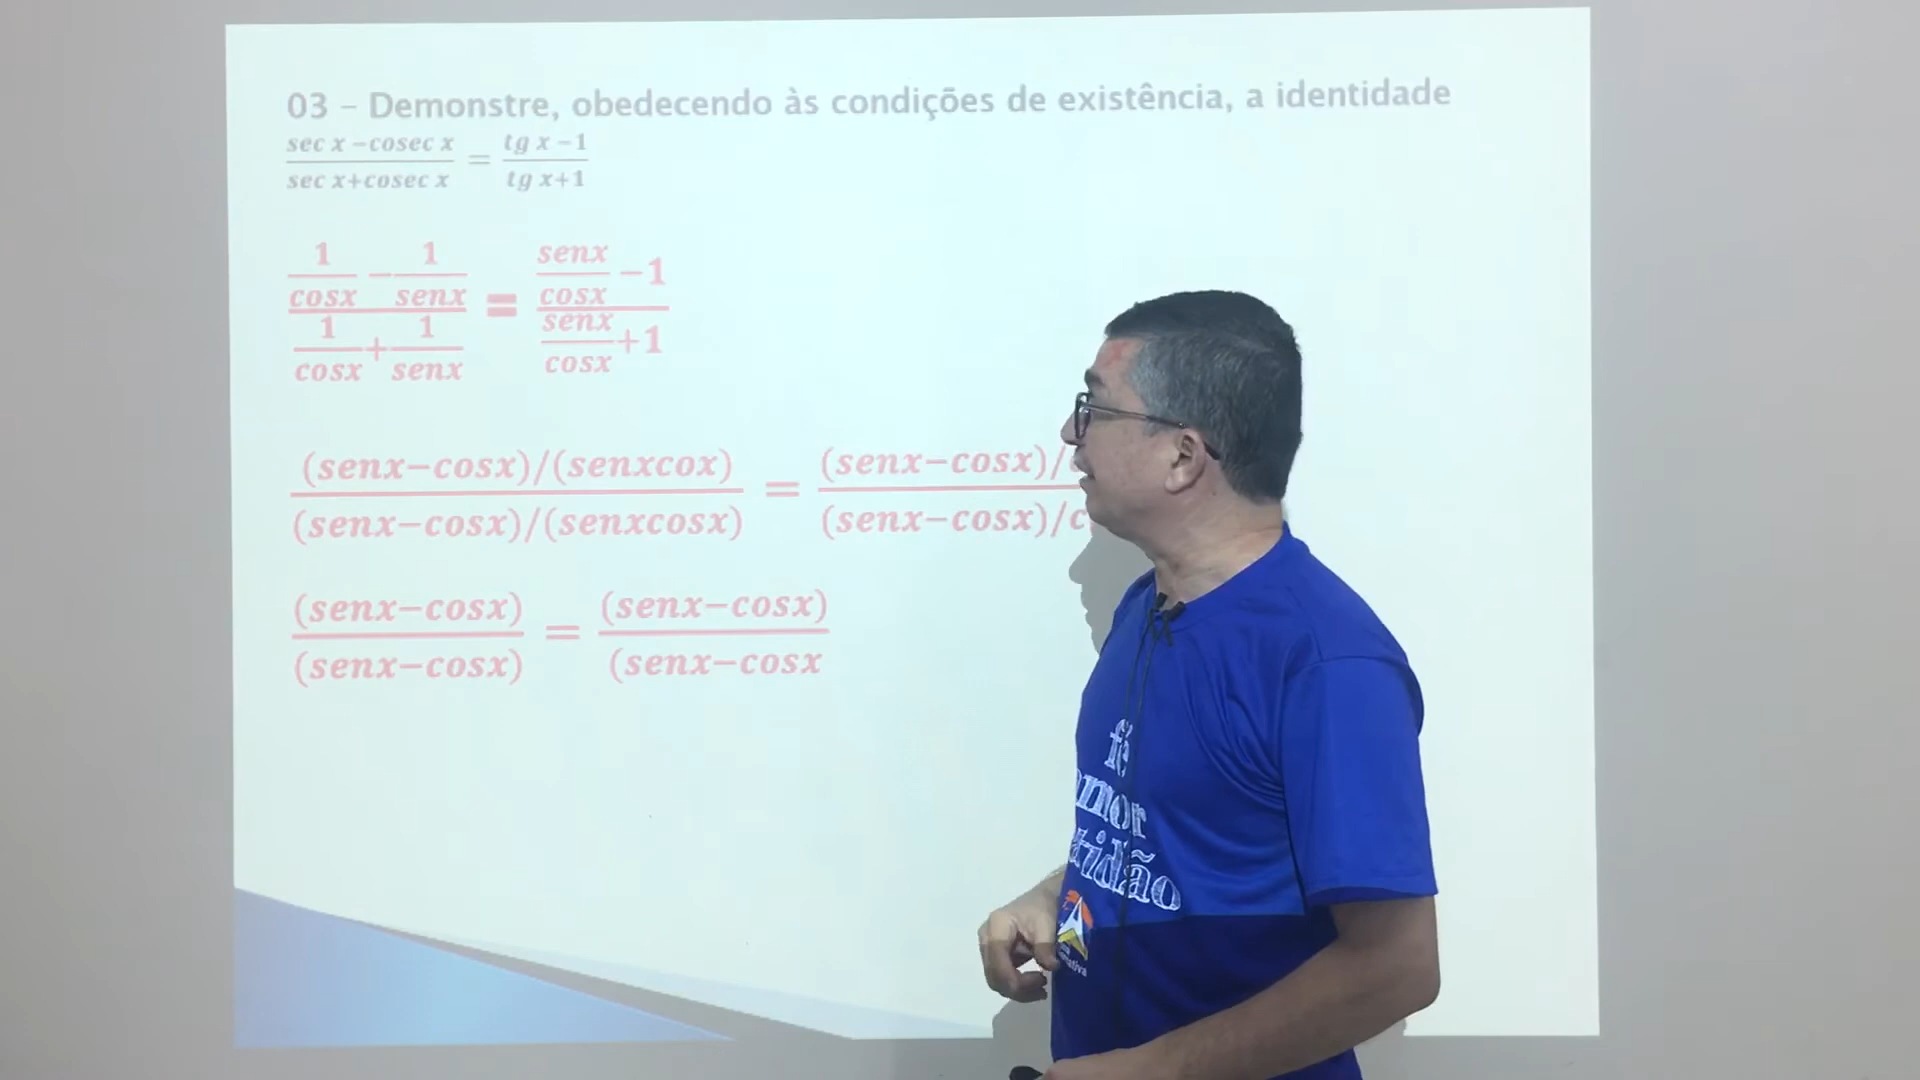 03 – Demonstre, obedecendo às condições de existência, a identidade
sec x −cosec x / sec x+cosec x = tg x −1 / tg x+1
1/cosx − 1/senx / 1/cosx + 1/senx = senx/cosx −1 / senx/cosx +1
(senx−cosx)/(senxcox) = (senx−cosx)/
(senx−cosx)/(senxcosx) (senx−cosx)/c
(senx−cosx) = (senx−cosx)
(senx−cosx) (senx−cosx
fé
amor